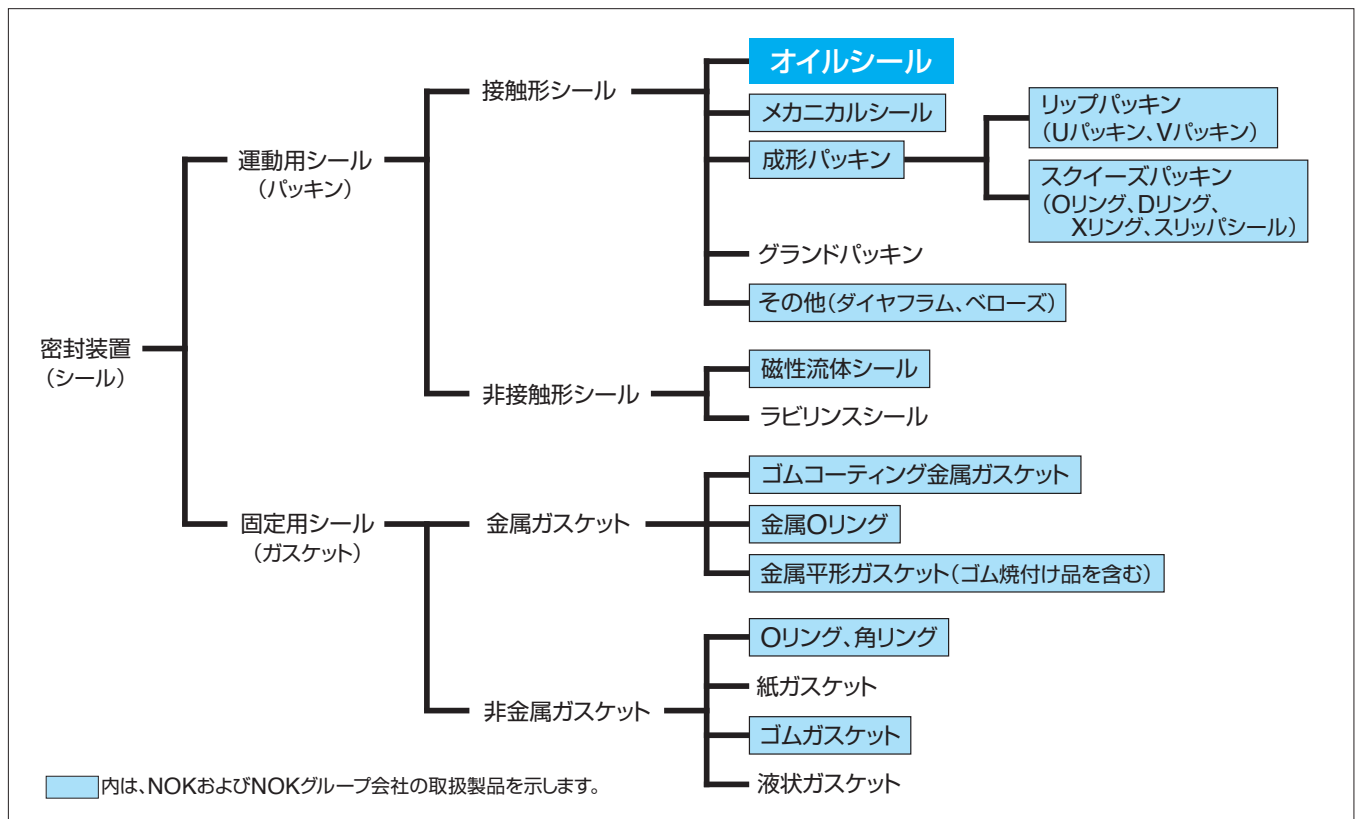 密封装置
(シール)
運動用シール
(パッキン)
接触形シール
オイルシール
メカニカルシール
成形パッキン
リップパッキン
(Uパッキン、Vパッキン)
スクイーズパッキン
(Oリング、Dリング、
Xリング、スリッパシール)
グランドパッキン
その他(ダイヤフラム、ベローズ)
非接触形シール
磁性流体シール
ラビリンスシール
固定用シール
(ガスケット)
金属ガスケット
ゴムコーティング金属ガスケット
金属Oリング
金属平形ガスケット(ゴム焼付け品を含む)
非金属ガスケット
Oリング、角リング
紙ガスケット
ゴムガスケット
液状ガスケット
内は、NOKおよびNOKグループ会社の取扱製品を示します。